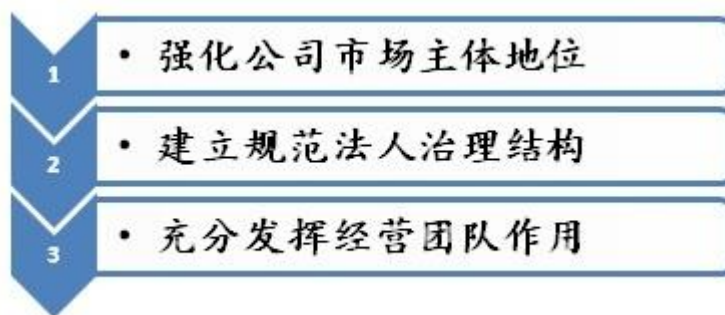 1
• 强化公司市场主体地位
2
• 建立规范法人治理结构
3
• 充分发挥经营团队作用